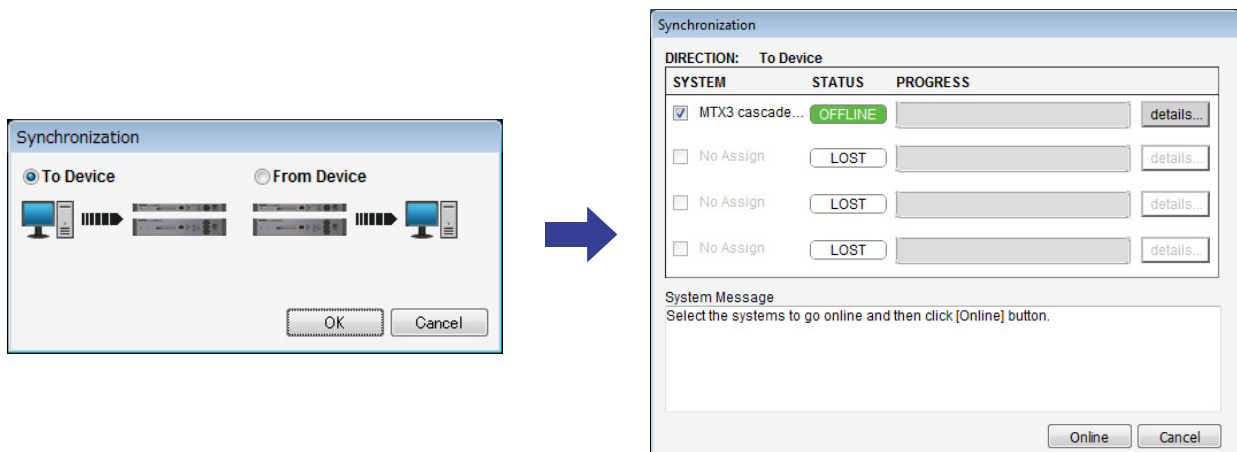 Synchronization
To Device From Device
OK Cancel
Synchronization
DIRECTION: To Device
SYSTEM STATUS PROGRESS
MTX3 cascade... OFFLINE details...
No Assign LOST details...
No Assign LOST details...
No Assign LOST details...
System Message
Select the systems to go online and then click [Online] button.
Online Cancel